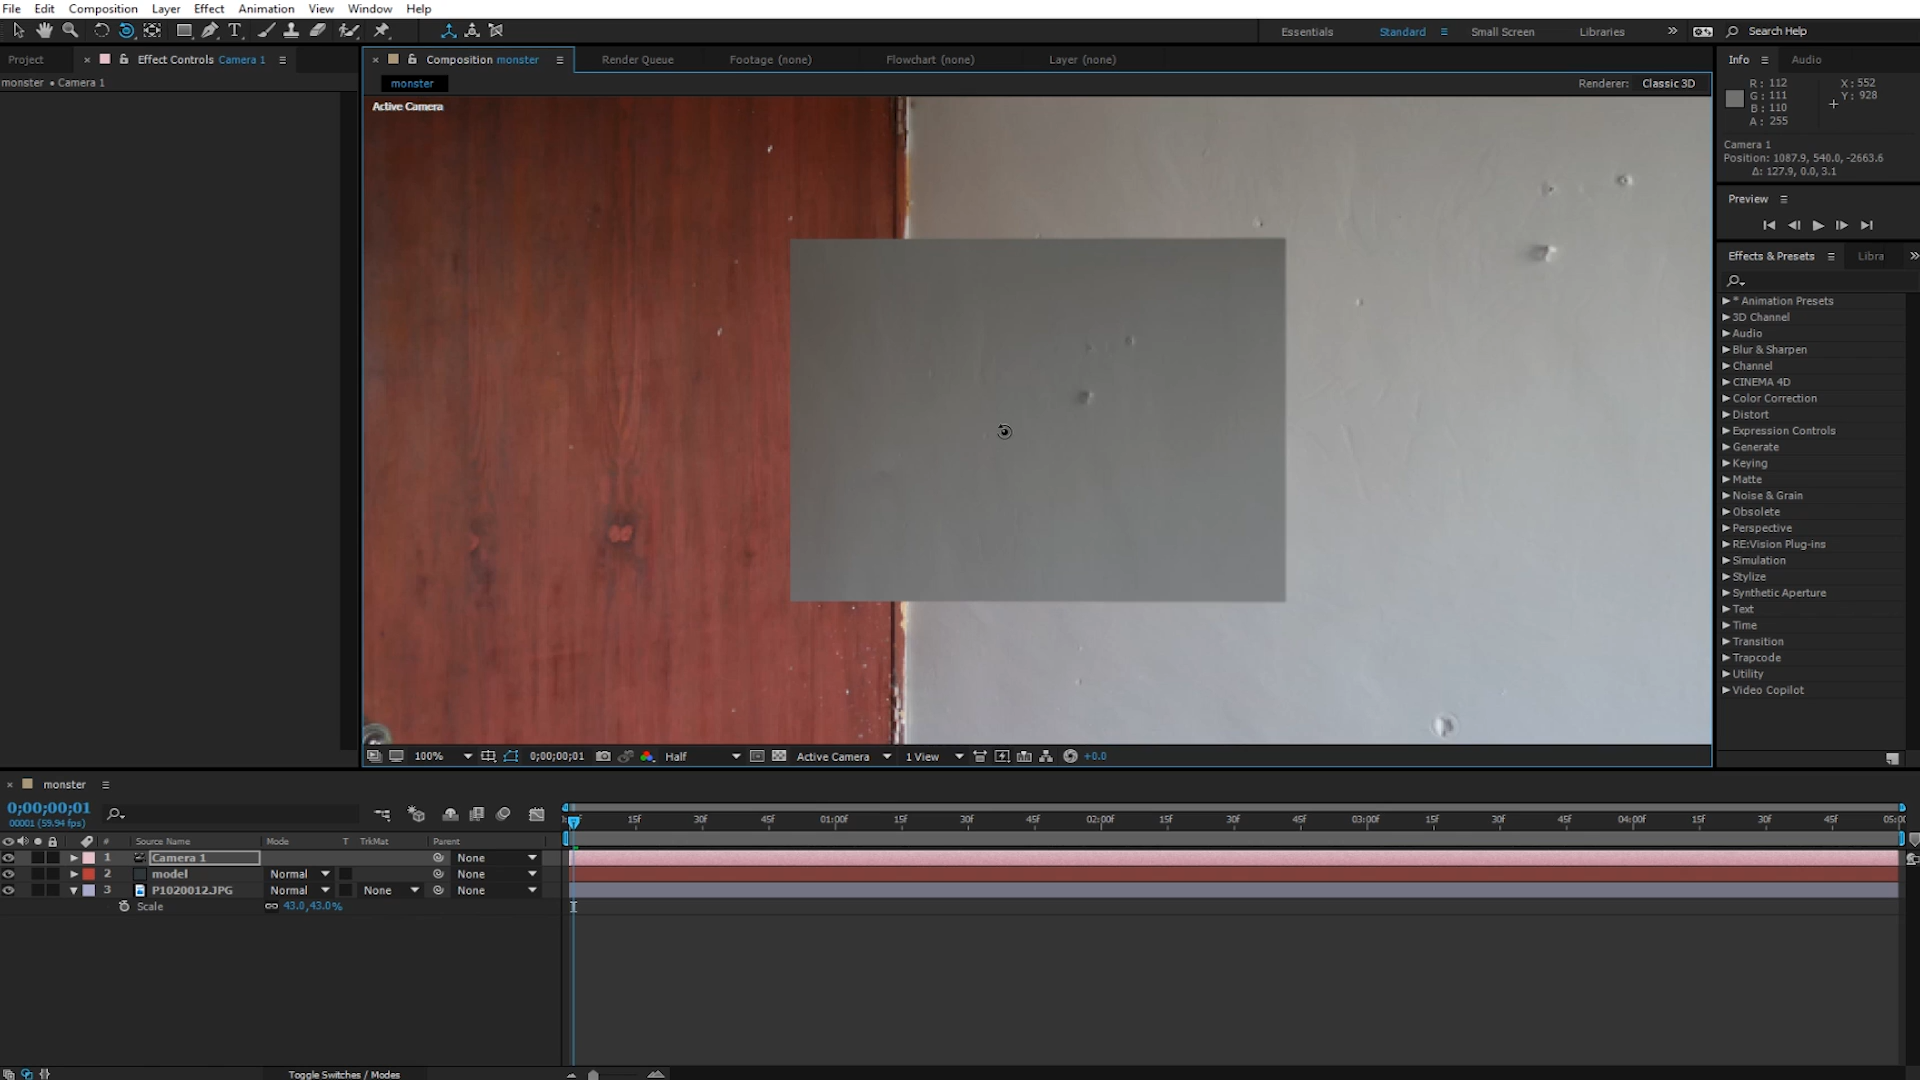 File Edit Composition Layer Effect Animation View Window Help
Essentials Standard Small Screen Libraries Search Help
Project Effect Controls Camera 1 Composition monster Render Queue Footage (none) Flowchart (none) Layer (none) Info Audio
monster • Camera 1 monster Renderer: Classic 3D
R: 112 X: 552
G: 111 Y: 928
B: 110
A: 255
Active Camera
Camera 1
Position: 1087.9, 540.0, -2663.6
Δ: 127.9, 0.0, 3.1
Preview
Effects & Presets Libra
* Animation Presets
3D Channel
Audio
Blur & Sharpen
Channel
CINEMA 4D
Color Correction
Distort
Expression Controls
Generate
Keying
Matte
Noise & Grain
Obsolete
Perspective
RE:Vision Plug-ins
Simulation
Stylize
Synthetic Aperture
Text
Time
Transition
Trapcode
Utility
Video Copilot
100% 0;00;00;01 Half Active Camera 1 View +0.0
monster
0;00;00;01
00001 (59.94 fps)
15f 30f 45f 01:00f 15f 30f 45f 02:00f 15f 30f 45f 03:00f 15f 30f 45f 04:00f 15f 30f 45f 05:00
# Source Name Mode T TrkMat Parent
1 Camera 1 None
2 model Normal None
3 P1020012.JPG Normal None None
Scale 43.0,43.0%
Toggle Switches / Modes